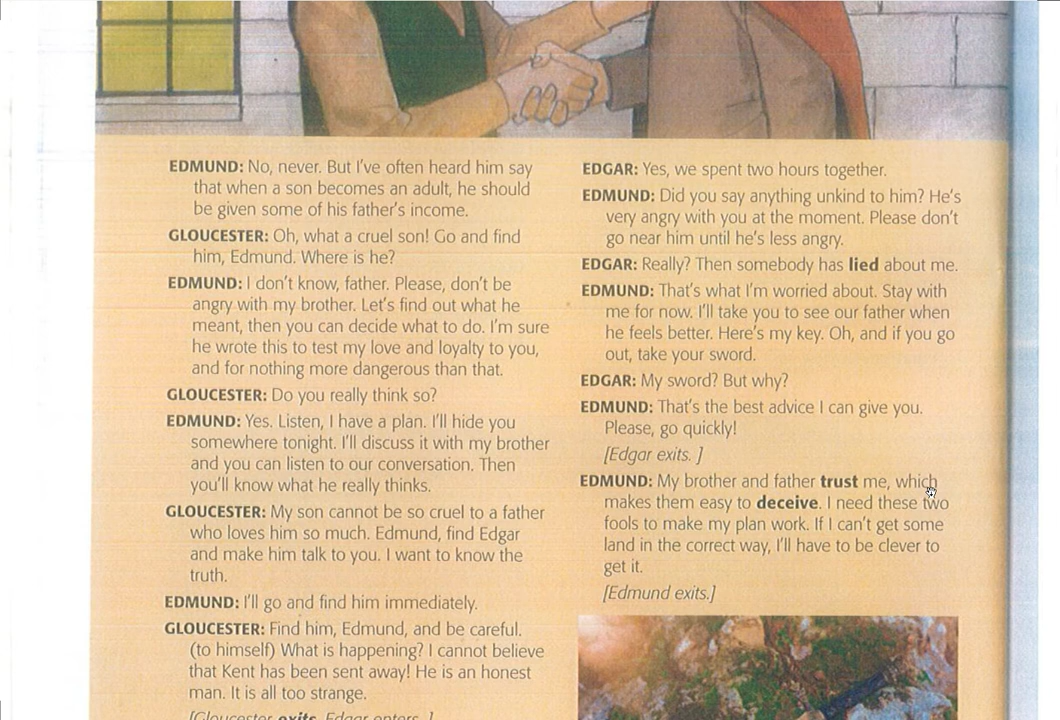 EDMUND: No, never. But I've often heard him say
that when a son becomes an adult, he should
be given some of his father's income.
GLOUCESTER: Oh, what a cruel son! Go and find
him, Edmund. Where is he?
EDMUND: I don't know, father. Please, don't be
angry with my brother. Let's find out what he
meant, then you can decide what to do. I'm sure
he wrote this to test my love and loyalty to you,
and for nothing more dangerous than that.
GLOUCESTER: Do you really think so?
EDMUND: Yes. Listen, I have a plan. I'll hide you
somewhere tonight. I'll discuss it with my brother
and you can listen to our conversation. Then
you'll know what he really thinks.
GLOUCESTER: My son cannot be so cruel to a father
who loves him so much. Edmund, find Edgar
and make him talk to you. I want to know the
truth.
EDMUND: I'll go and find him immediately.
GLOUCESTER: Find him, Edmund, and be careful.
(to himself) What is happening? I cannot believe
that Kent has been sent away! He is an honest
man. It is all too strange.
[Gloucester exits. Edgar enters. ]
EDGAR: Yes, we spent two hours together.
EDMUND: Did you say anything unkind to him? He's
very angry with you at the moment. Please don't
go near him until he's less angry.
EDGAR: Really? Then somebody has lied about me.
EDMUND: That's what I'm worried about. Stay with
me for now. I'll take you to see our father when
he feels better. Here's my key. Oh, and if you go
out, take your sword.
EDGAR: My sword? But why?
EDMUND: That's the best advice I can give you.
Please, go quickly!
[Edgar exits. ]
EDMUND: My brother and father trust me, which
makes them easy to deceive. I need these two
fools to make my plan work. If I can't get some
land in the correct way, I'll have to be clever to
get it.
[Edmund exits.]